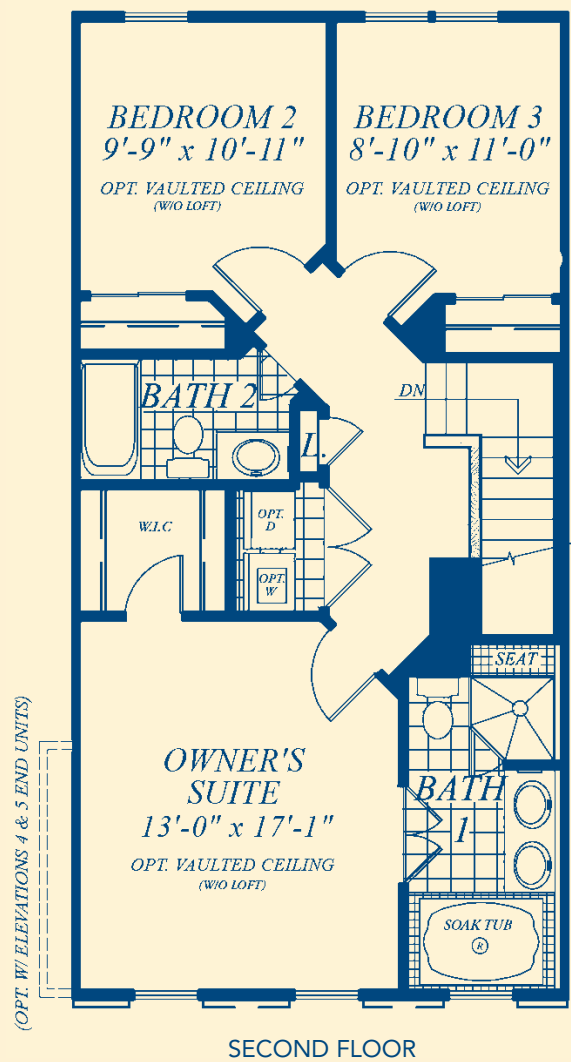 BEDROOM 2
9'-9" x 10'-11"
OPT. VAULTED CEILING
(W/O LOFT)
BEDROOM 3
8'-10" x 11'-0"
OPT. VAULTED CEILING
(W/O LOFT)
BATH 2
DN
L.
W.I.C
OPT.
D
OPT.
W
SEAT
OWNER'S
SUITE
13'-0" x 17'-1"
OPT. VAULTED CEILING
(W/O LOFT)
BATH
1
SOAK TUB
R
(OPT. W/ ELEVATIONS 4 & 5 END UNITS)
SECOND FLOOR